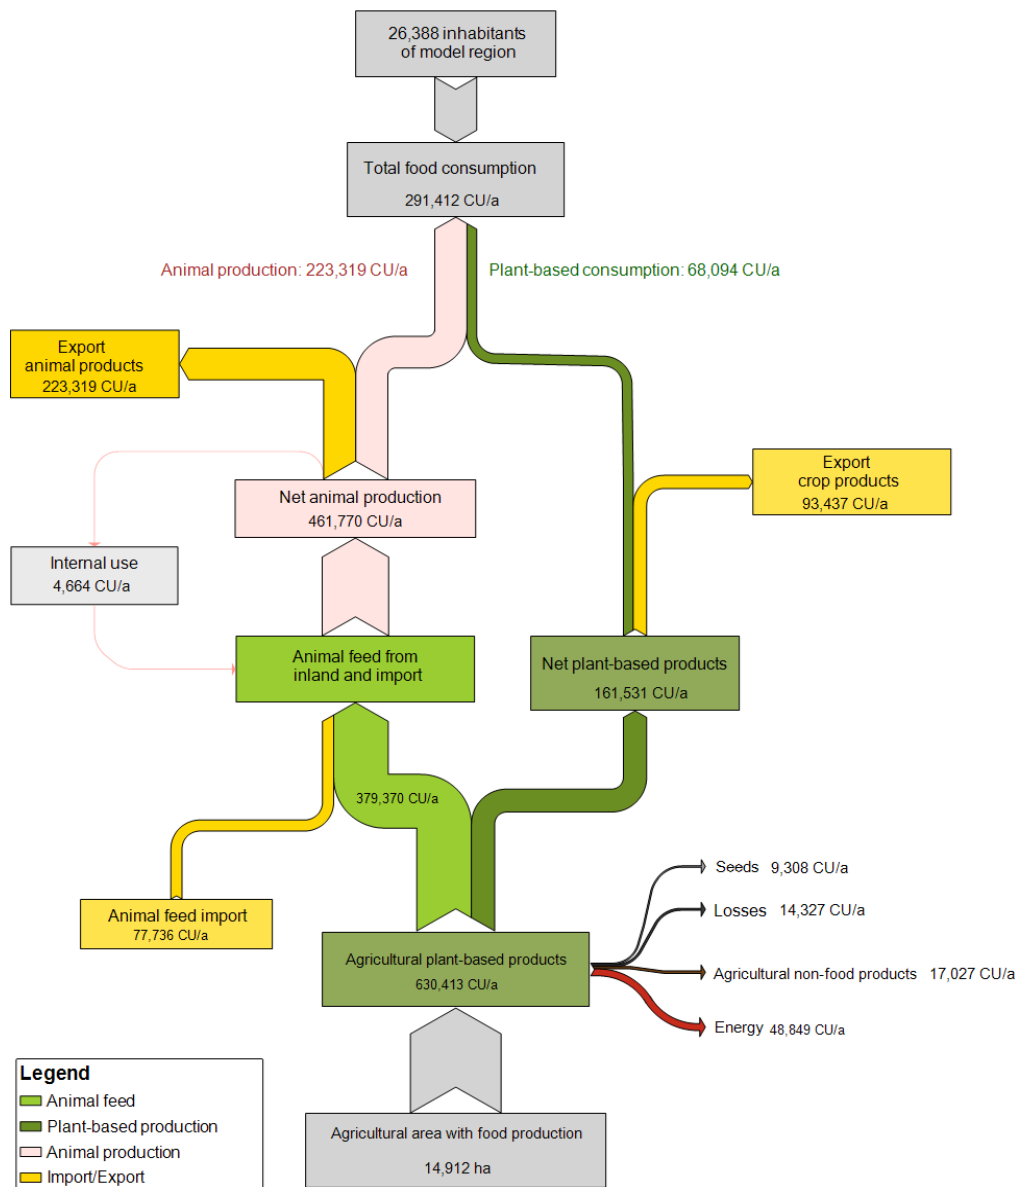 26,388 inhabitants
of model region
Total food consumption
291,412 CU/a
Animal production: 223,319 CU/a
Plant-based consumption: 68,094 CU/a
Export
animal products
223,319 CU/a
Export
crop products
93,437 CU/a
Net animal production
461,770 CU/a
Internal use
4,664 CU/a
Animal feed from
inland and import
Net plant-based products
161,531 CU/a
379,370 CU/a
Animal feed import
77,736 CU/a
Seeds 9,308 CU/a
Losses 14,327 CU/a
Agricultural non-food products 17,027 CU/a
Energy 48,849 CU/a
Agricultural plant-based products
630,413 CU/a
Agricultural area with food production
14,912 ha
Legend
Animal feed
Plant-based production
Animal production
Import/Export